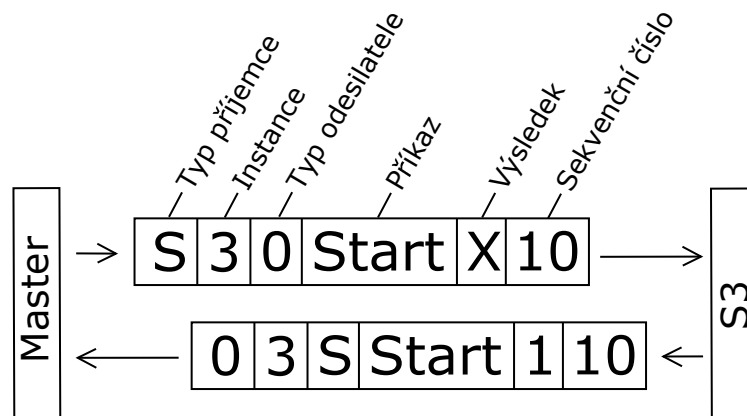 Typ příjemce
Instance
Typ odesilatele
Příkaz
Výsledek
Sekvenční číslo
Master
S 3 0 Start X 10
S3
0 3 S Start 1 10